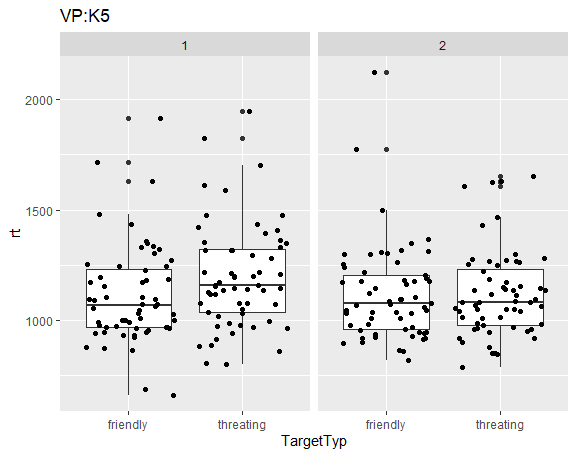 VP:K5
1 2
2000
1500
1000
rt
friendly threating friendly threating
TargetTyp